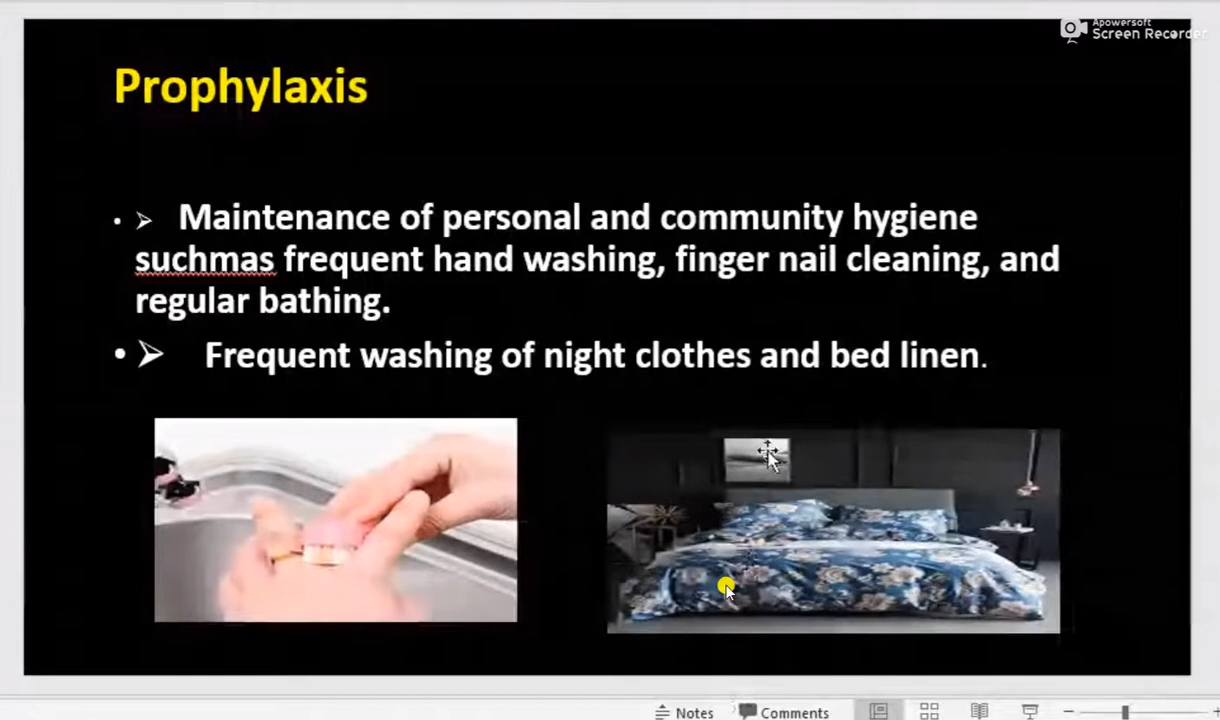 Apowersoft
Screen Recorder
Prophylaxis
• ➢ Maintenance of personal and community hygiene
suchmas frequent hand washing, finger nail cleaning, and
regular bathing.
• ➢ Frequent washing of night clothes and bed linen.
Notes
Comments